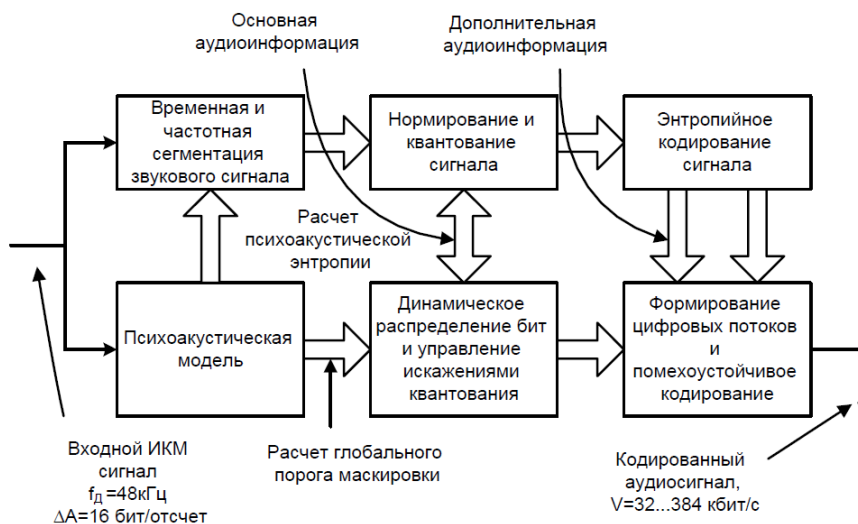 Основная
аудиоинформация
Дополнительная
аудиоинформация
Временная и
частотная
сегментация
звукового сигнала
Нормирование и
квантование
сигнала
Энтропийное
кодирование
сигнала
Расчет
психоакустической
энтропии
Психоакустическая
модель
Динамическое
распределение бит
и управление
искажениями
квантования
Формирование
цифровых потоков
и
помехоустойчивое
кодирование
Входной ИКМ
сигнал
fД =48кГц
ΔА=16 бит/отсчет
Расчет глобального
порога маскировки
Кодированный
аудиосигнал,
V=32...384 кбит/с